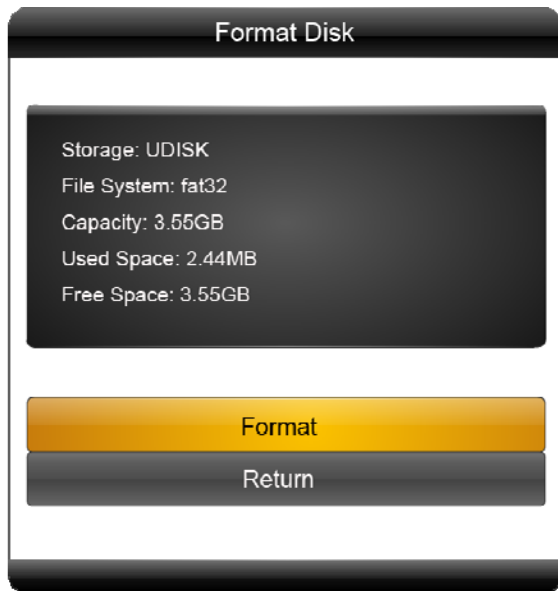 Format Disk
Storage: UDISK
File System: fat32
Capacity: 3.55GB
Used Space: 2.44MB
Free Space: 3.55GB
Format
Return